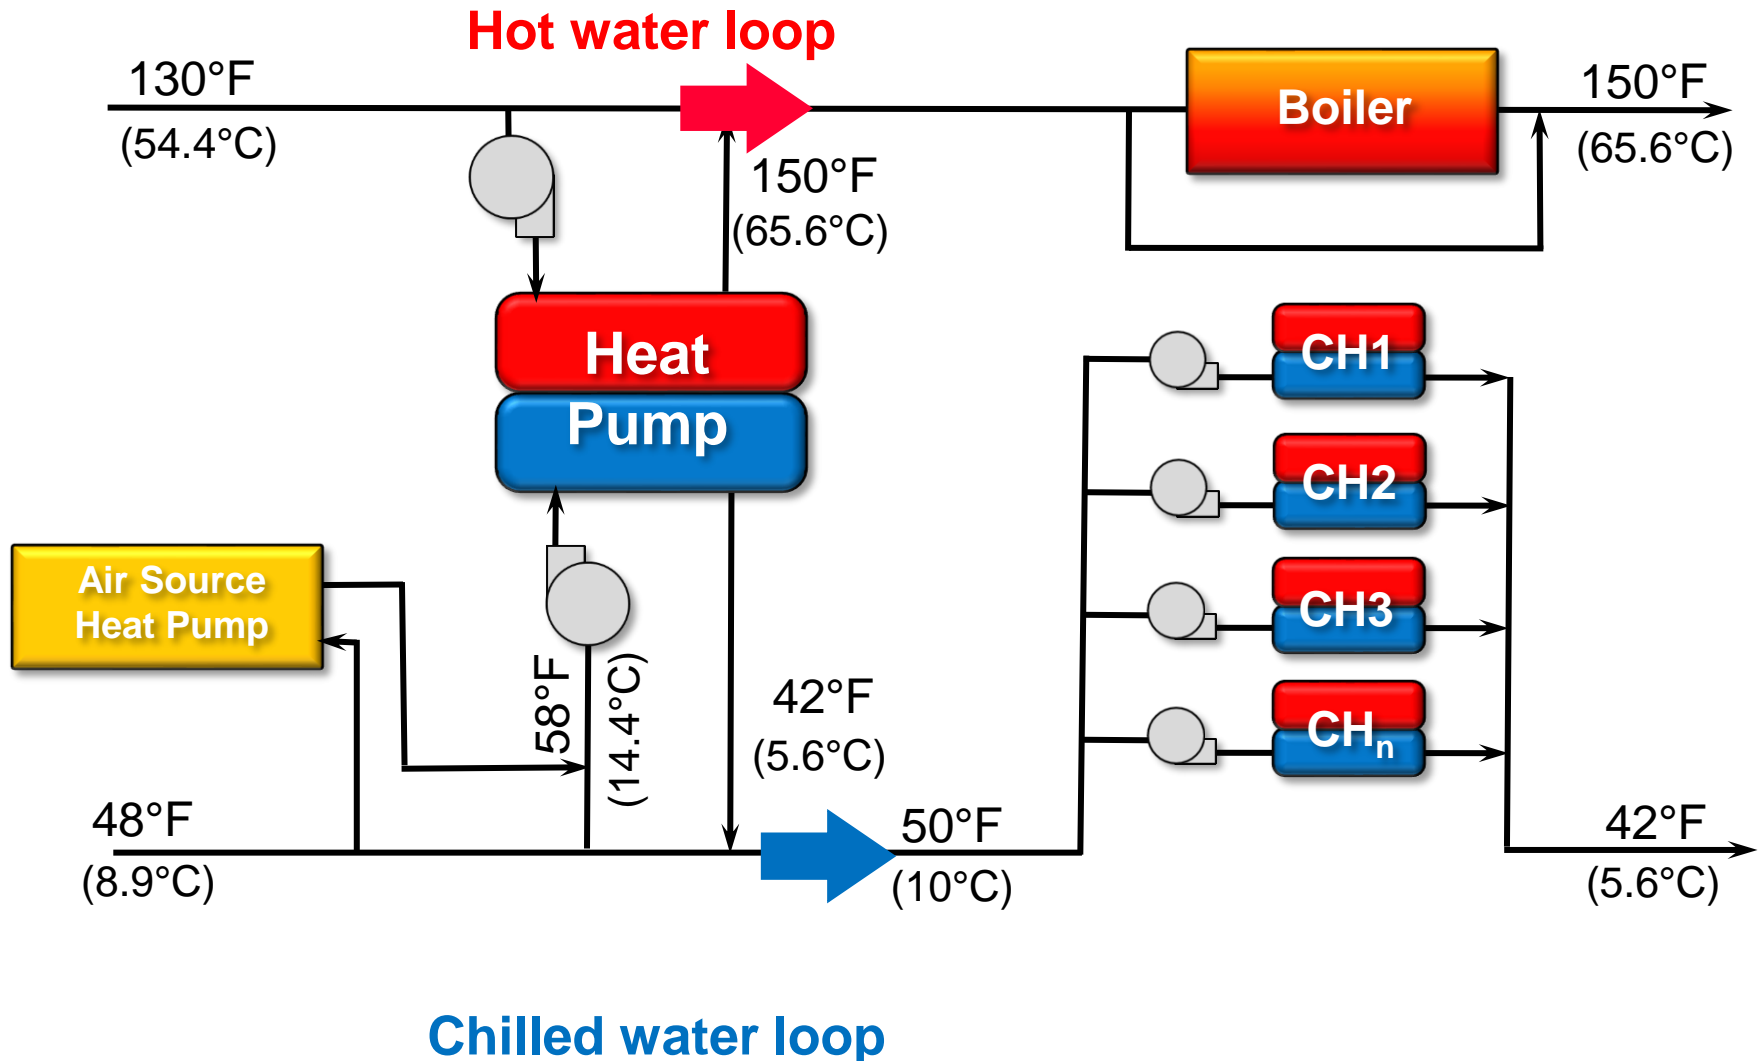 Hot water loop
130°F
(54.4°C)
150°F
(65.6°C)
Boiler
150°F
(65.6°C)
Heat
Pump
CH1
CH2
CH3
CHn
Air Source
Heat Pump
58°F
(14.4°C)
42°F
(5.6°C)
48°F
(8.9°C)
50°F
(10°C)
42°F
(5.6°C)
Chilled water loop